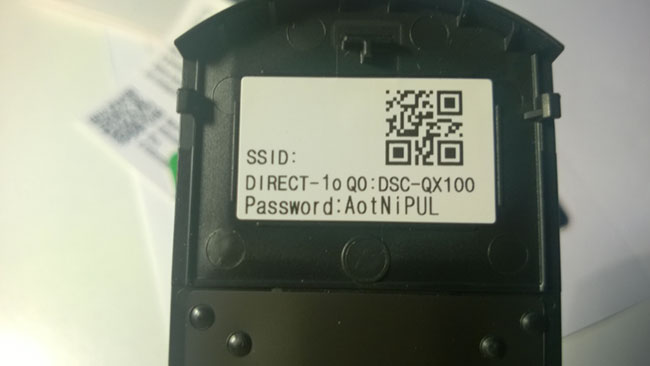 SSID:
DIRECT-1oQ0:DSC-QX100
Password:AotNiPUL